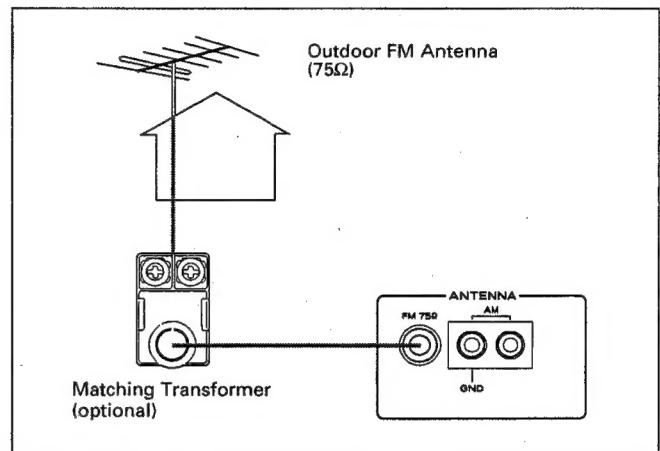 Outdoor FM Antenna
(75Ω)
ANTENNA
FM 75Ω
AM
GND
Matching Transformer
(optional)